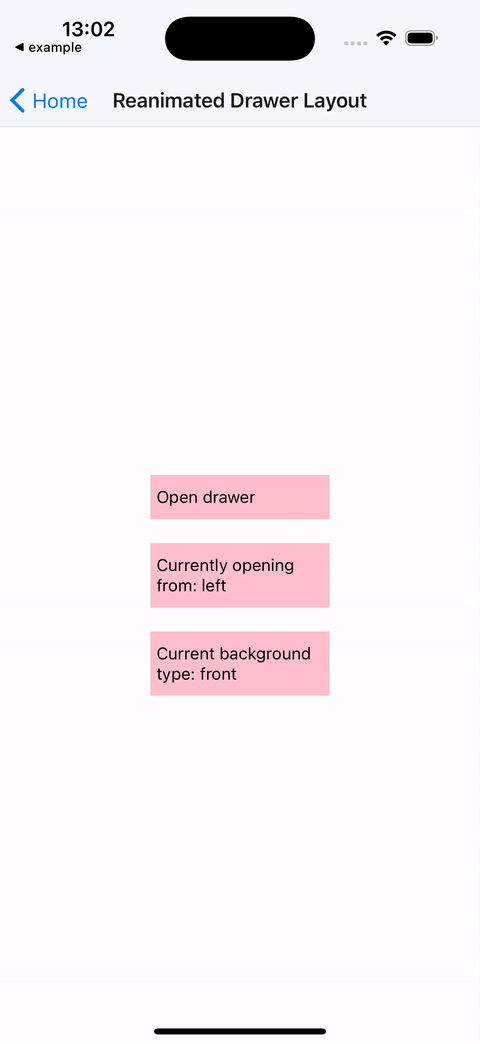 13:02
◀ example
Home
Reanimated Drawer Layout
Open drawer
Currently opening
from: left
Current background
type: front